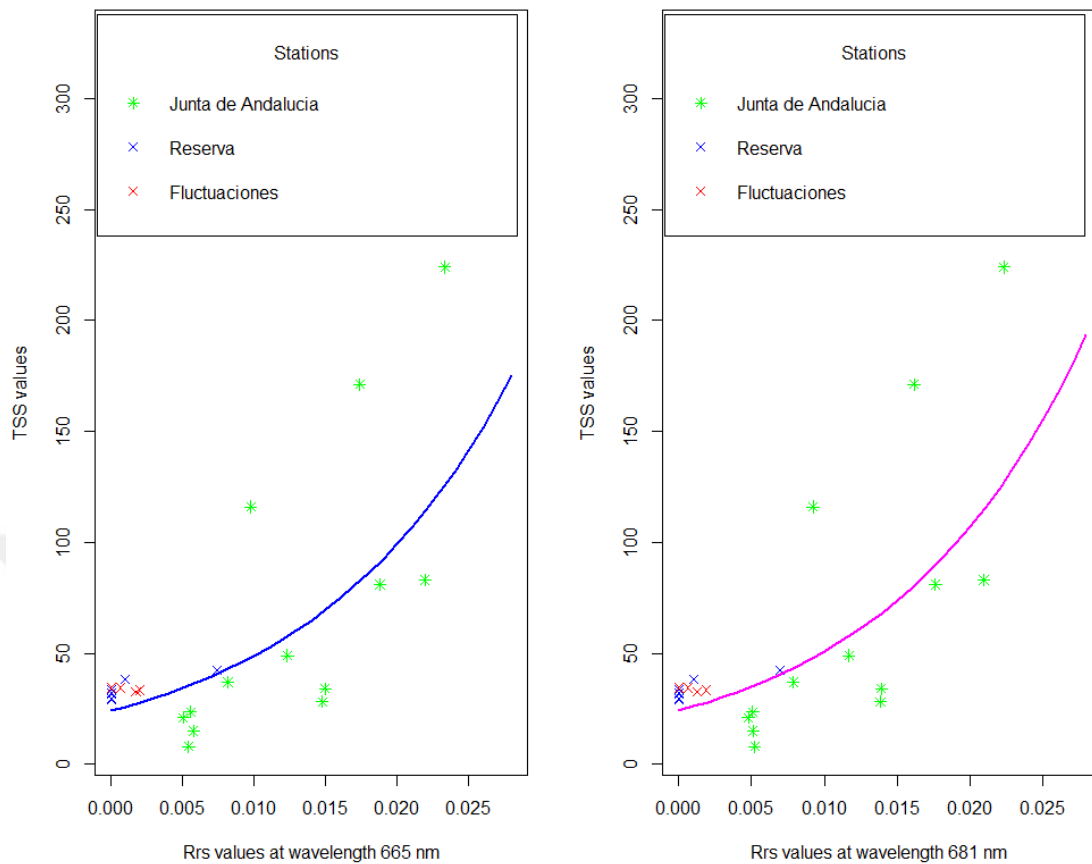 Stations
Junta de Andalucia
Reserva
Fluctuaciones
TSS values
300
250
200
150
100
50
0
0.000 0.005 0.010 0.015 0.020 0.025
Rrs values at wavelength 665 nm
Stations
Junta de Andalucia
Reserva
Fluctuaciones
TSS values
300
250
200
150
100
50
0
0.000 0.005 0.010 0.015 0.020 0.025
Rrs values at wavelength 681 nm